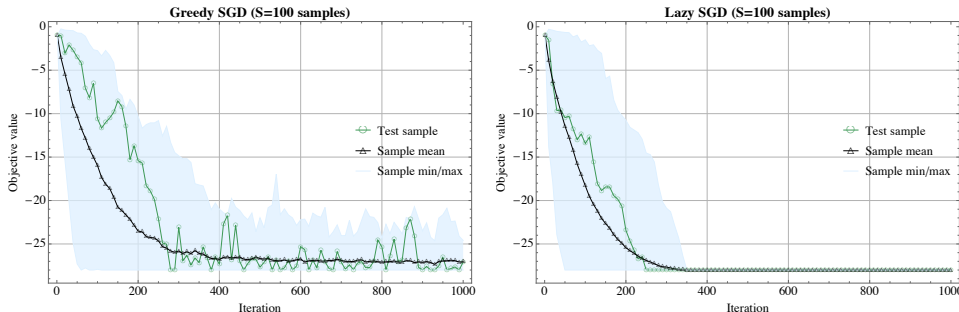 Greedy SGD (S=100 samples)
0
−5
−10
−15
−20
−25
Objective value
Test sample
Sample mean
Sample min/max
0 200 400 600 800 1000
Iteration
Lazy SGD (S=100 samples)
0
−5
−10
−15
−20
−25
Objective value
Test sample
Sample mean
Sample min/max
0 200 400 600 800 1000
Iteration